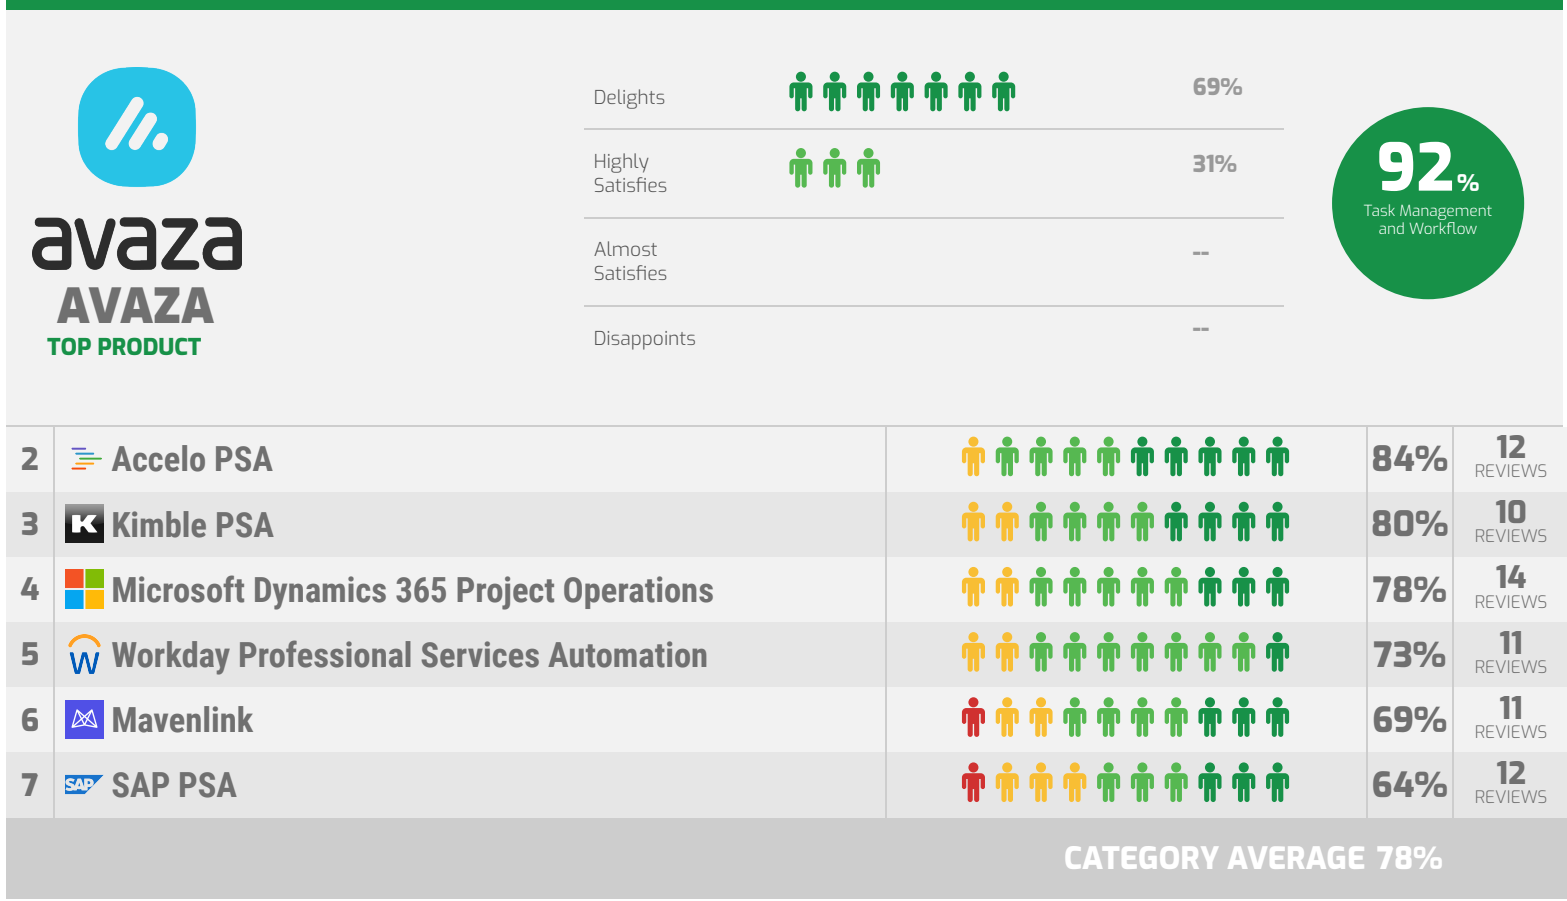 avaza
AVAZA
TOP PRODUCT
Delights 69%
Highly
Satisfies 31%
Almost
Satisfies --
Disappoints --
92%
Task Management
and Workflow
2 Accelo PSA 84% 12 REVIEWS
3 K Kimble PSA 80% 10 REVIEWS
4 Microsoft Dynamics 365 Project Operations 78% 14 REVIEWS
5 W Workday Professional Services Automation 73% 11 REVIEWS
6 Mavenlink 69% 11 REVIEWS
7 SAP SAP PSA 64% 12 REVIEWS
CATEGORY AVERAGE 78%